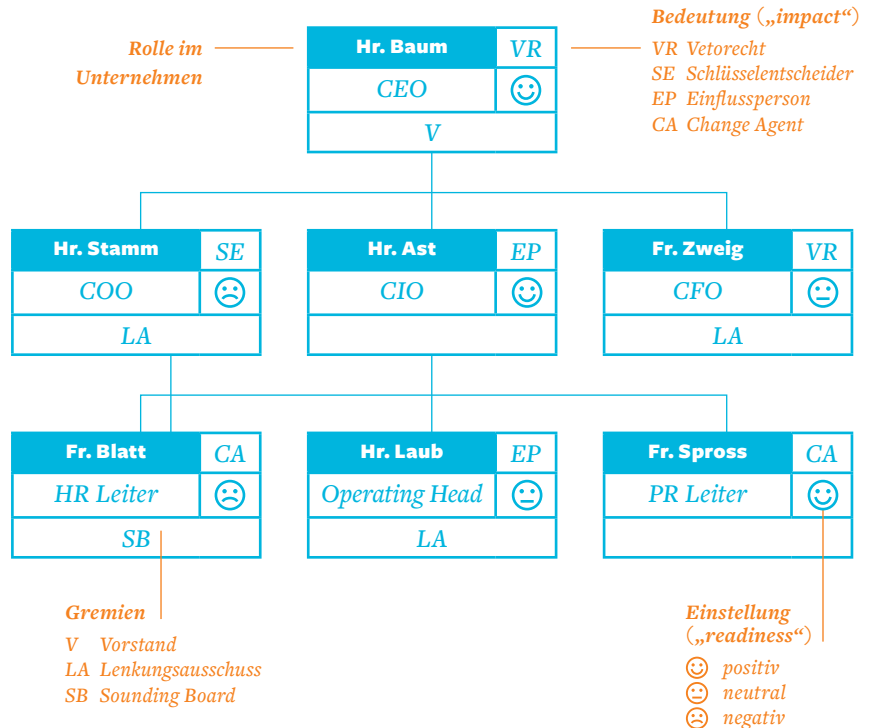 Rolle im
Unternehmen
Hr. Baum VR
CEO
V
Bedeutung („impact“)
VR Vetorecht
SE Schlüsselentscheider
EP Einflussperson
CA Change Agent
Hr. Stamm SE
COO
LA
Hr. Ast EP
CIO
Fr. Zweig VR
CFO
LA
Fr. Blatt CA
HR Leiter
SB
Hr. Laub EP
Operating Head
LA
Fr. Spross CA
PR Leiter
Gremien
V Vorstand
LA Lenkungsausschuss
SB Sounding Board
Einstellung
(„readiness“)
positiv
neutral
negativ